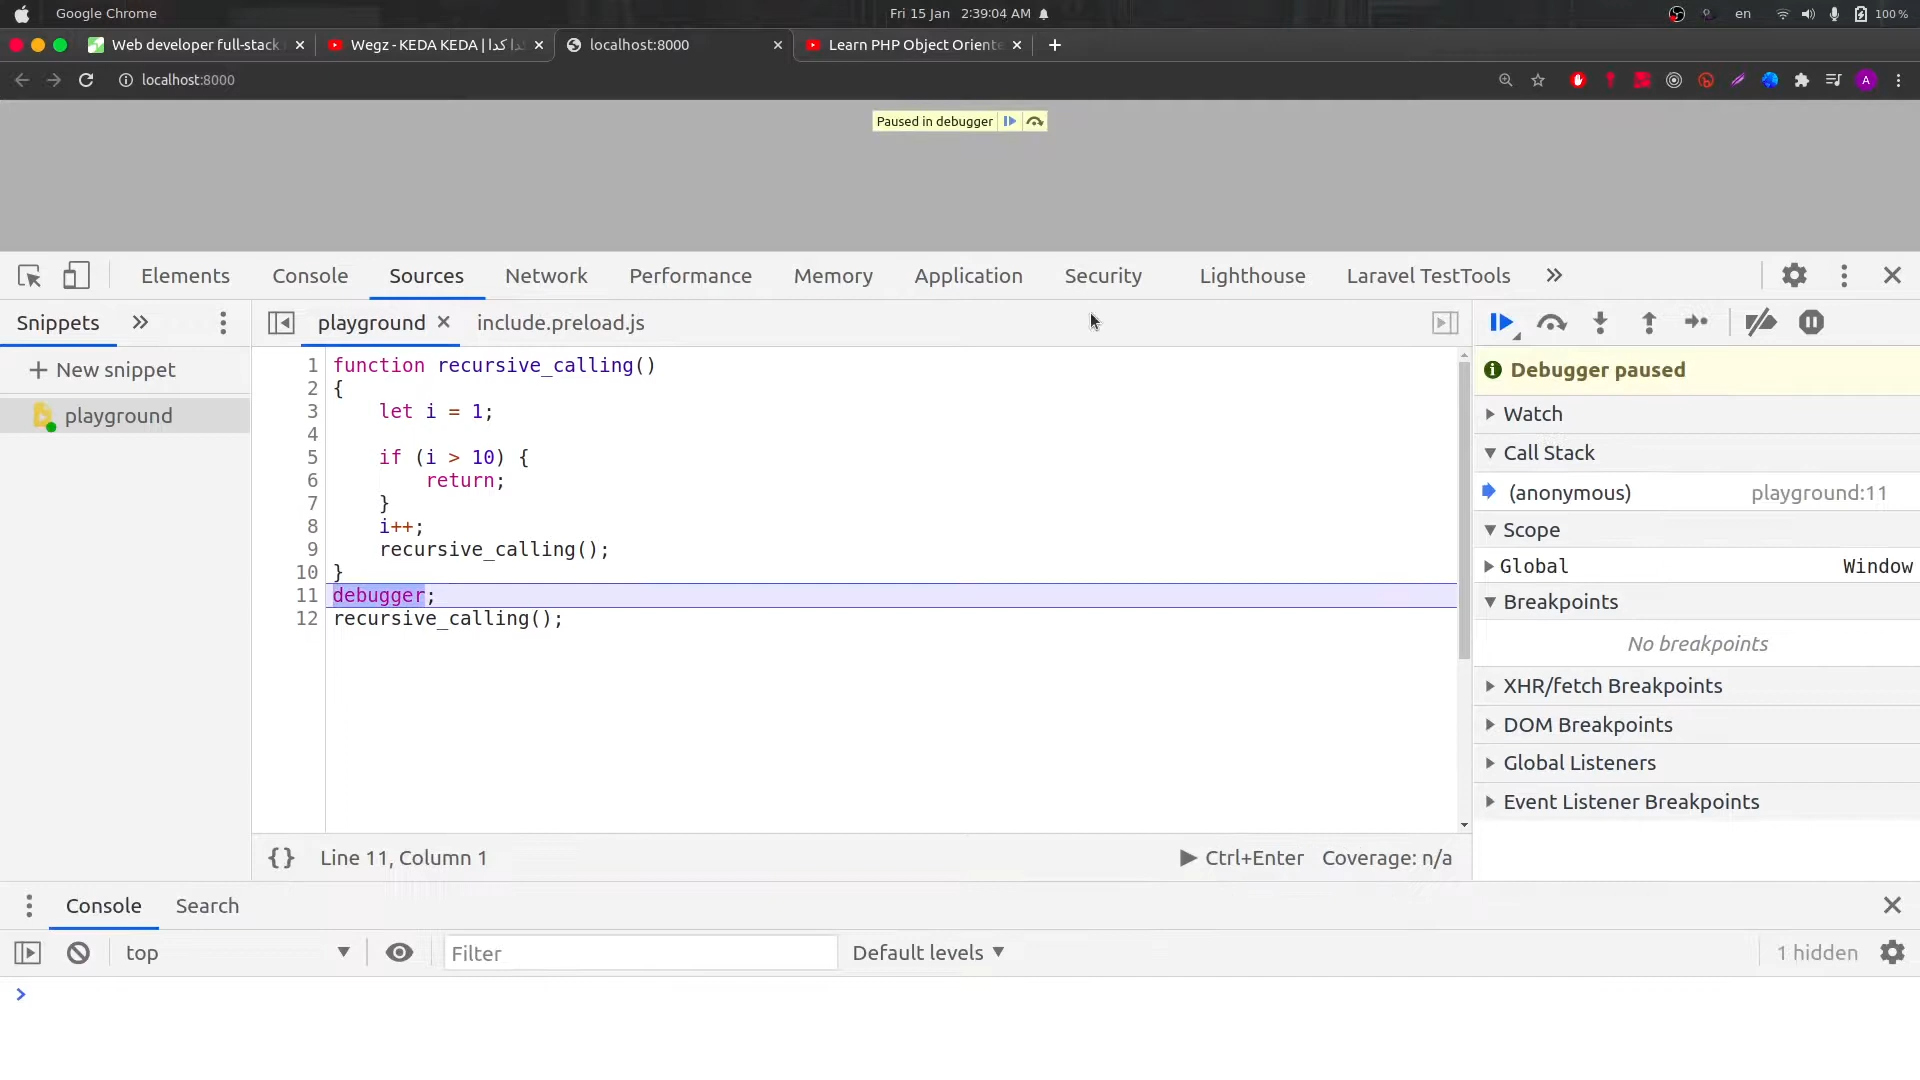 Google Chrome
Fri 15 Jan 2:39:04 AM
en
100 %
Web developer full-stack
Wegz - KEDA KEDA | كدا كدا
localhost:8000
Learn PHP Object Oriente
localhost:8000
A
Paused in debugger
Elements
Console
Sources
Network
Performance
Memory
Application
Security
Lighthouse
Laravel TestTools
Snippets
playground
include.preload.js
New snippet
playground
1 function recursive_calling()
2 {
3     let i = 1;
4
5     if (i > 10) {
6         return;
7     }
8     i++;
9     recursive_calling();
10 }
11 debugger;
12 recursive_calling();
Debugger paused
Watch
Call Stack
(anonymous) playground:11
Scope
Global Window
Breakpoints
No breakpoints
XHR/fetch Breakpoints
DOM Breakpoints
Global Listeners
Event Listener Breakpoints
{} Line 11, Column 1
Ctrl+Enter
Coverage: n/a
Console
Search
top
Filter
Default levels
1 hidden